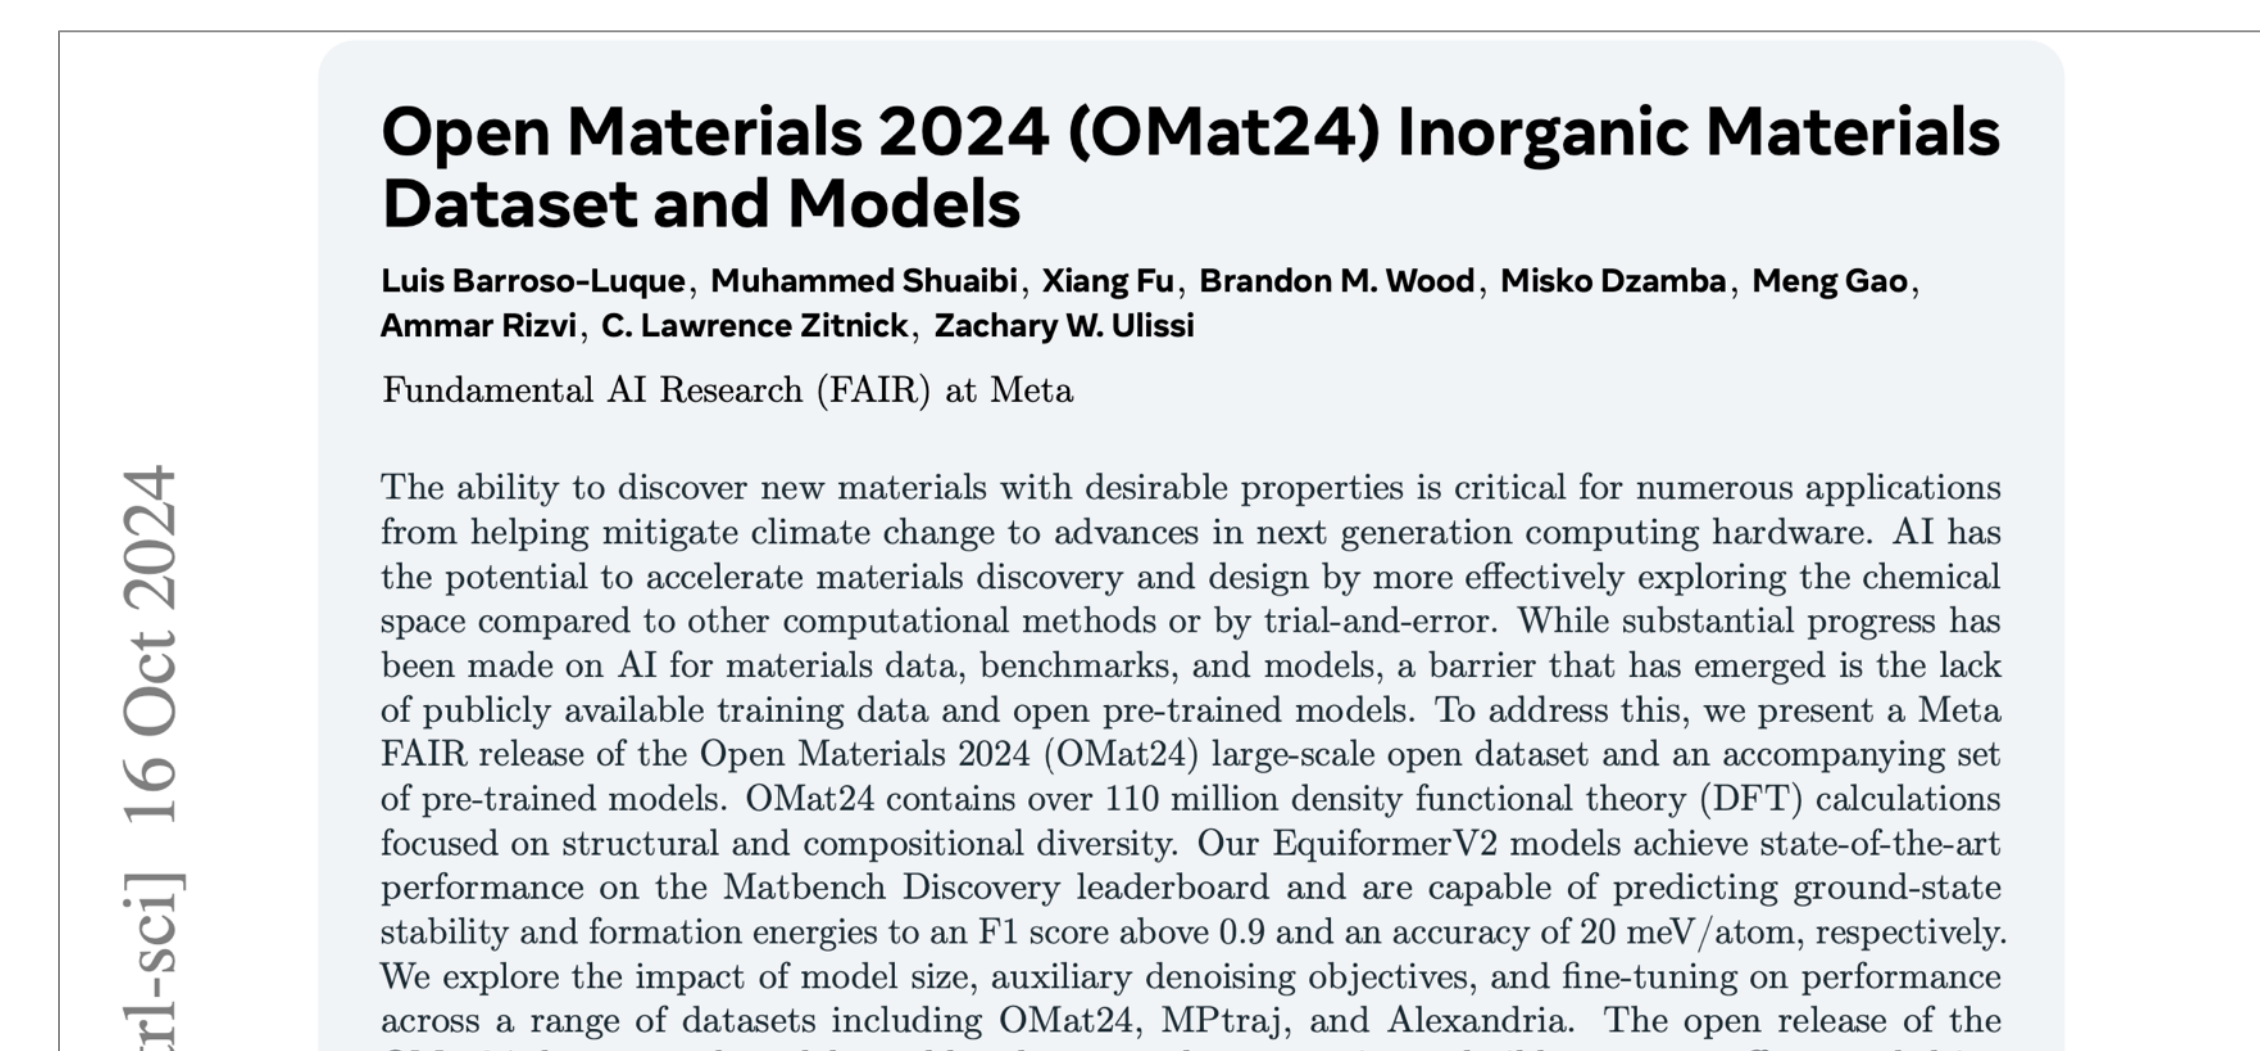 Open Materials 2024 (OMat24) Inorganic Materials
Dataset and Models
Luis Barroso-Luque, Muhammed Shuaibi, Xiang Fu, Brandon M. Wood, Misko Dzamba, Meng Gao,
Ammar Rizvi, C. Lawrence Zitnick, Zachary W. Ulissi
Fundamental AI Research (FAIR) at Meta
The ability to discover new materials with desirable properties is critical for numerous applications
from helping mitigate climate change to advances in next generation computing hardware. AI has
the potential to accelerate materials discovery and design by more effectively exploring the chemical
space compared to other computational methods or by trial-and-error. While substantial progress has
been made on AI for materials data, benchmarks, and models, a barrier that has emerged is the lack
of publicly available training data and open pre-trained models. To address this, we present a Meta
FAIR release of the Open Materials 2024 (OMat24) large-scale open dataset and an accompanying set
of pre-trained models. OMat24 contains over 110 million density functional theory (DFT) calculations
focused on structural and compositional diversity. Our EquiformerV2 models achieve state-of-the-art
performance on the Matbench Discovery leaderboard and are capable of predicting ground-state
stability and formation energies to an F1 score above 0.9 and an accuracy of 20 meV/atom, respectively.
We explore the impact of model size, auxiliary denoising objectives, and fine-tuning on performance
across a range of datasets including OMat24, MPtraj, and Alexandria. The open release of the
trl-sci] 16 Oct 2024